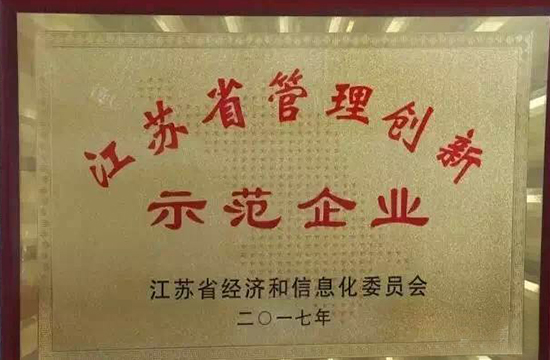 江苏省管理创新
示范企业
江苏省经济和信息化委员会
二〇一七年